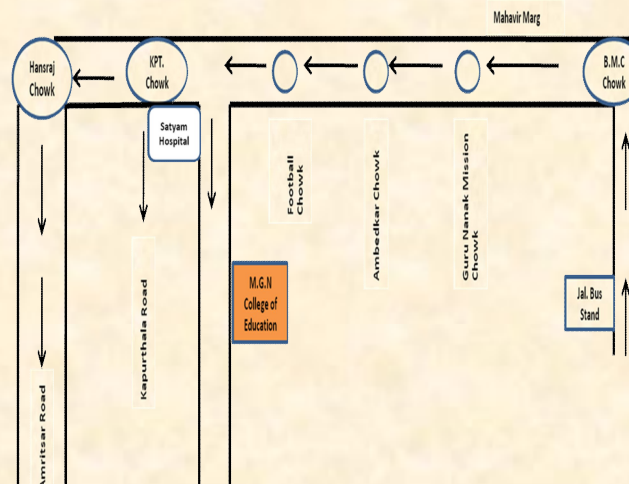 Mahavir Marg
Hansraj
Chowk
KPT.
Chowk
B.M.C
Chowk
Satyam
Hospital
Football
Chowk
Ambedkar Chowk
Guru Nanak Mission
Chowk
M.G.N
College of
Education
Jal. Bus
Stand
Kapurthala Road
Amritsar Road